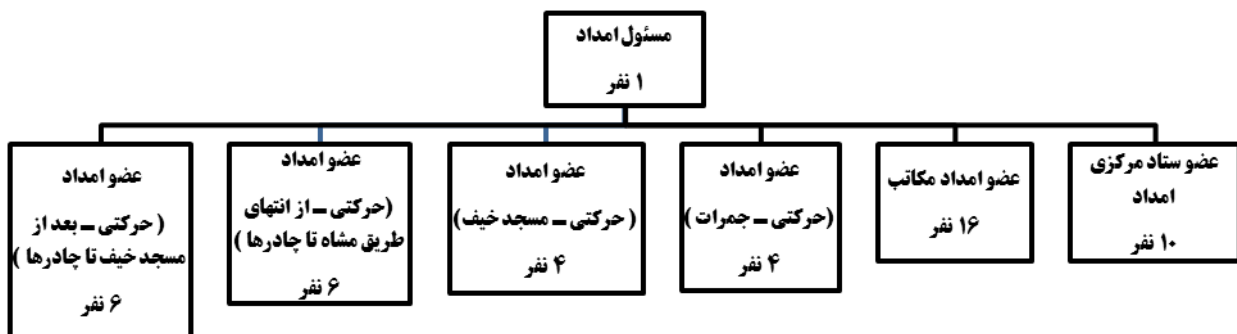 مسئول امداد
۱ نفر
عضو ستاد مرکزی
امداد
۱۰ نفر
عضو امداد مکاتب
۱۶ نفر
عضو امداد
(حرکتی ـ جمرات )
۴ نفر
عضو امداد
( حرکتی ـ مسجد خیف)
۴ نفر
عضو امداد
(حرکتی ـ از انتهای
طریق مشاه تا چادرها )
۶ نفر
عضو امداد
( حرکتی ـ بعد از
مسجد خیف تا چادرها )
۶ نفر